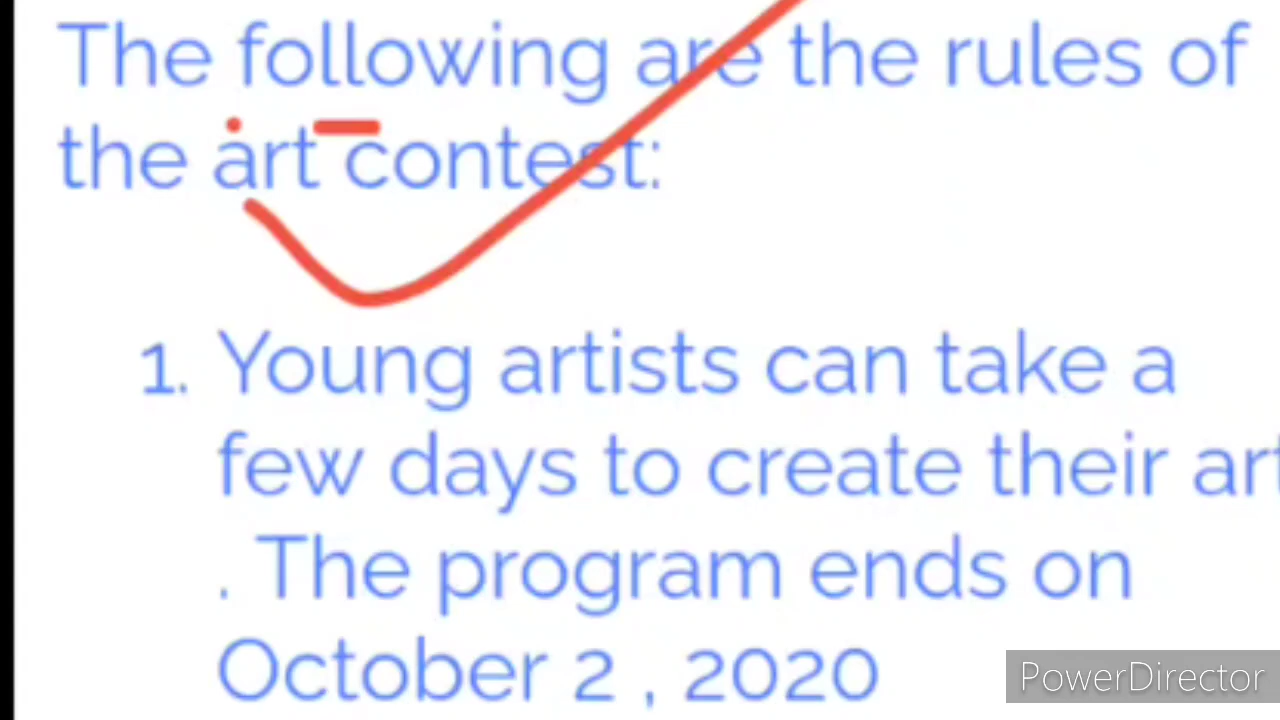 The following are the rules of
the art contest:
1. Young artists can take a
few days to create their art
. The program ends on
October 2 , 2020
PowerDirector